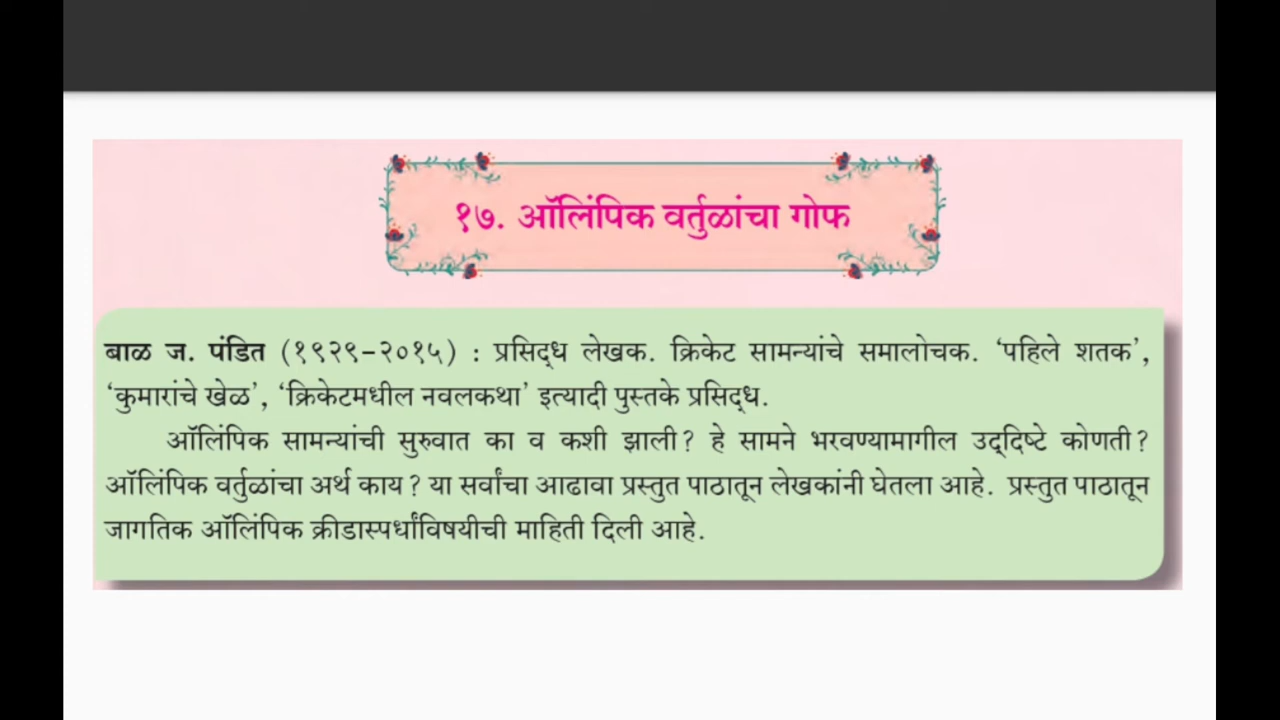 १७. ऑलिंपिक वर्तुळांचा गोफ
बाळ ज. पंडित (१९२९-२०१५) : प्रसिद्ध लेखक. क्रिकेट सामन्यांचे समालोचक. ‘पहिले शतक’,
‘कुमारांचे खेळ’, ‘क्रिकेटमधील नवलकथा’ इत्यादी पुस्तके प्रसिद्ध.
ऑलिंपिक सामन्यांची सुरुवात का व कशी झाली? हे सामने भरवण्यामागील उद्दिष्टे कोणती?
ऑलिंपिक वर्तुळांचा अर्थ काय? या सर्वांचा आढावा प्रस्तुत पाठातून लेखकांनी घेतला आहे. प्रस्तुत पाठातून
जागतिक ऑलिंपिक क्रीडास्पर्धांविषयीची माहिती दिली आहे.